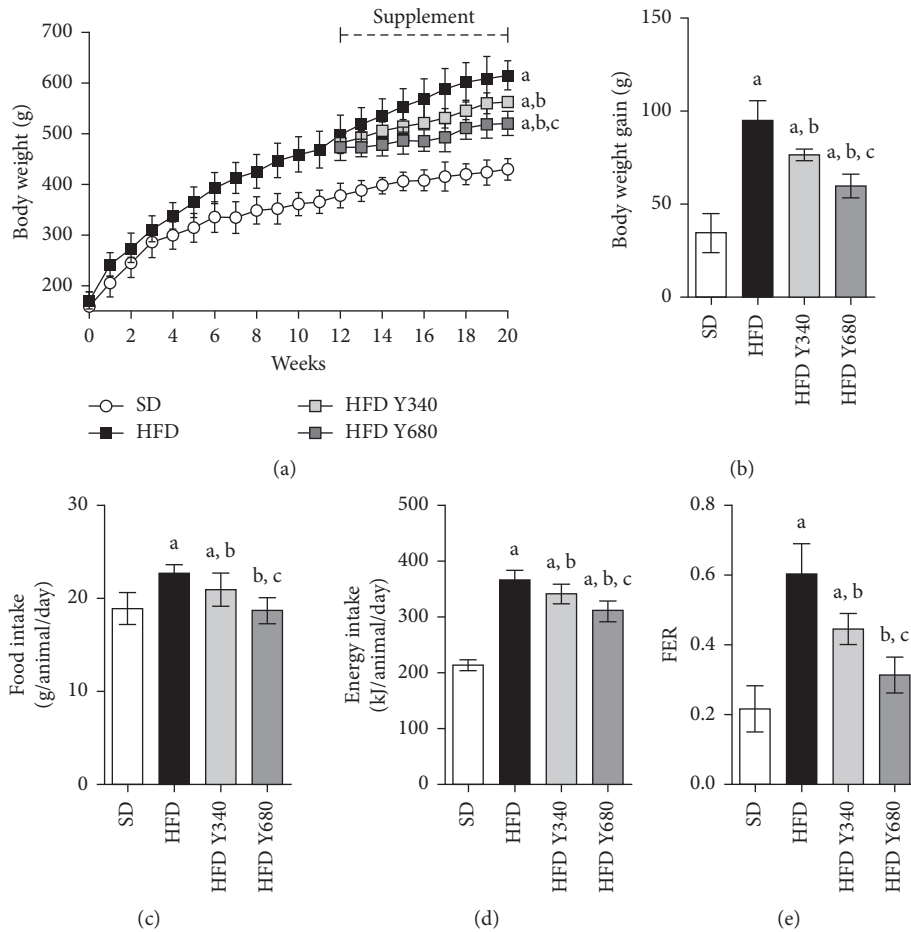 Supplement
700
600
500
400
300
200
Body weight (g)
a
a,b
a,b,c
0 2 4 6 8 10 12 14 16 18 20
Weeks
SD
HFD
HFD Y340
HFD Y680
(a)
150
100
50
0
Body weight gain (g)
a
a, b
a, b, c
SD
HFD
HFD Y340
HFD Y680
(b)
30
20
10
0
Food intake
(g/animal/day)
a
a, b
b, c
SD
HFD
HFD Y340
HFD Y680
(c)
500
400
300
200
100
0
Energy intake
(kJ/animal/day)
a
a, b
a, b, c
SD
HFD
HFD Y340
HFD Y680
(d)
0.8
0.6
0.4
0.2
0.0
FER
a
a, b
b, c
SD
HFD
HFD Y340
HFD Y680
(e)